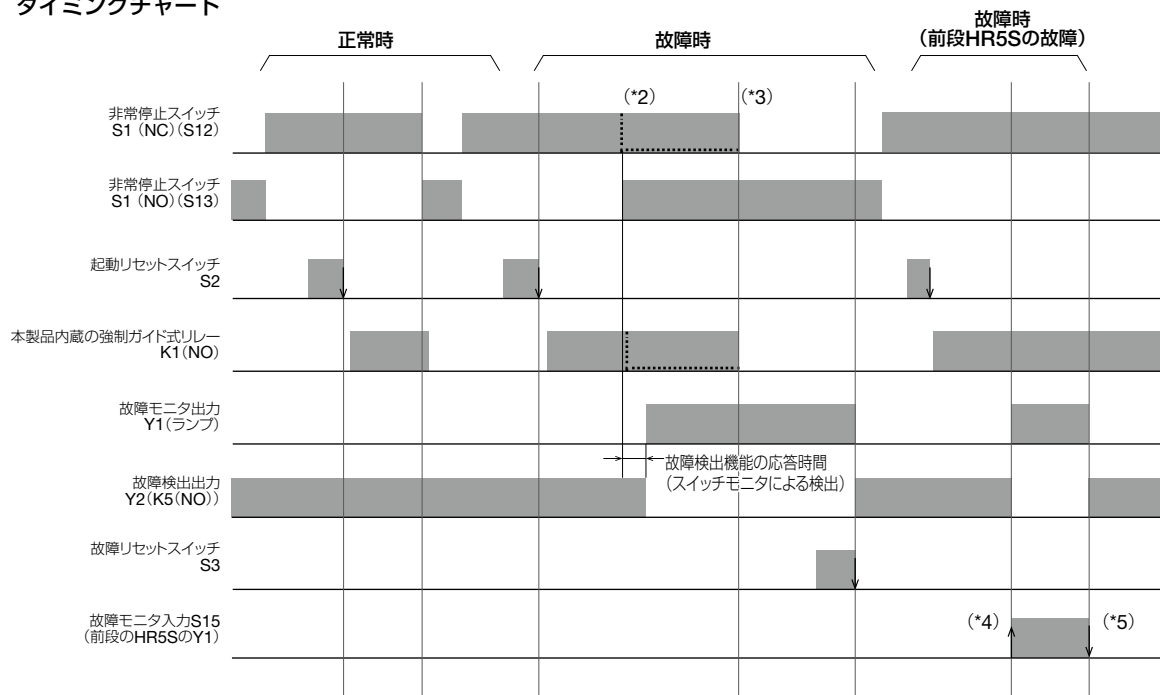 タイミングチャート
正常時
故障時
故障時
（前段HR5Sの故障）
（*2）
（*3）
非常停止スイッチ
S1（NC）（S12）
非常停止スイッチ
S1（NO）（S13）
起動リセットスイッチ
S2
本製品内蔵の強制ガイド式リレー
K1（NO）
故障モニタ出力
Y1（ランプ）
故障検出機能の応答時間
（スイッチモニタによる検出）
故障検出出力
Y2（K5（NO））
故障リセットスイッチ
S3
故障モニタ入力S15
（前段のHR5SのY1）
（*4）
（*5）